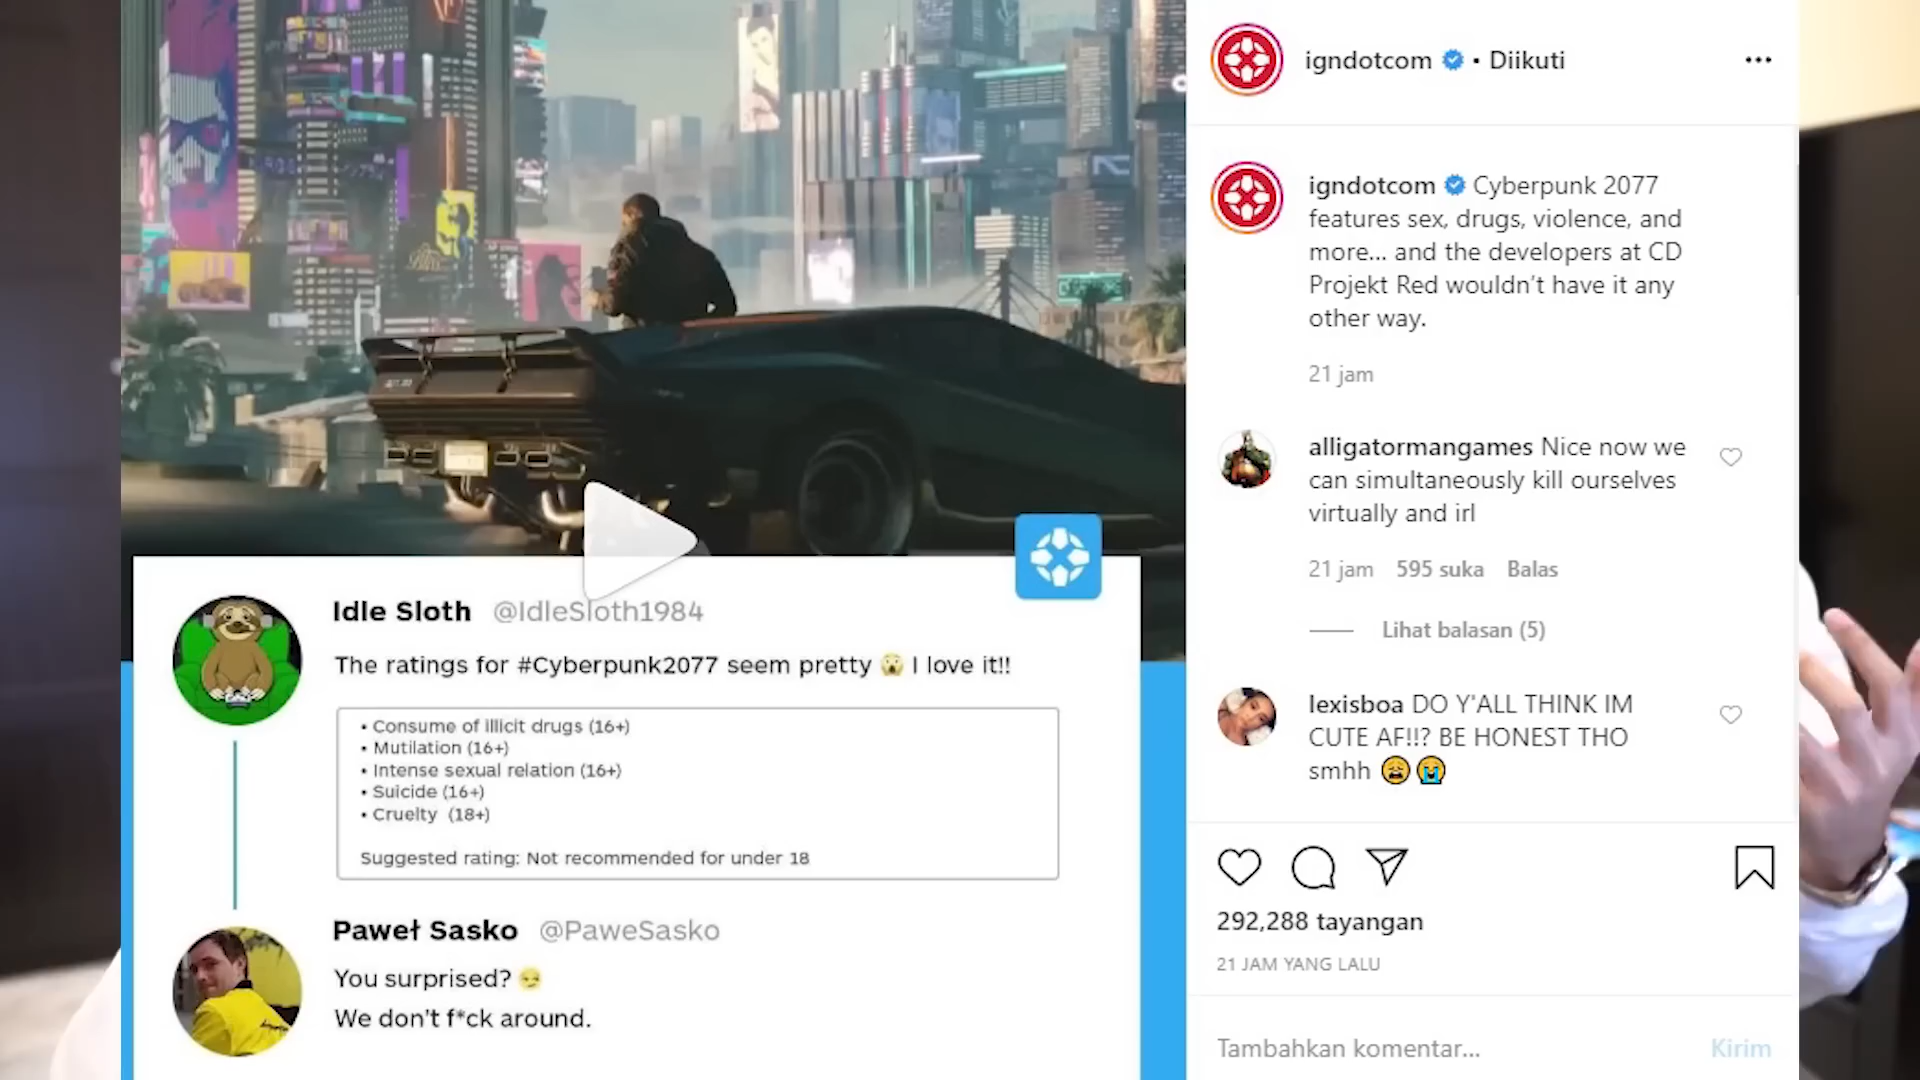 Idle Sloth @IdleSloth1984
The ratings for #Cyberpunk2077 seem pretty 😱 I love it!!
• Consume of illicit drugs (16+)
• Mutilation (16+)
• Intense sexual relation (16+)
• Suicide (16+)
• Cruelty (18+)
Suggested rating: Not recommended for under 18
Paweł Sasko @PaweSasko
You surprised? 😏
We don't f*ck around.
igndotcom • Diikuti
igndotcom Cyberpunk 2077
features sex, drugs, violence, and
more... and the developers at CD
Projekt Red wouldn't have it any
other way.
21 jam
alligatormangames Nice now we
can simultaneously kill ourselves
virtually and irl
21 jam 595 suka Balas
Lihat balasan (5)
lexisboa DO Y'ALL THINK IM
CUTE AF!!? BE HONEST THO
smhh 😩😭
292,288 tayangan
21 JAM YANG LALU
Tambahkan komentar... Kirim